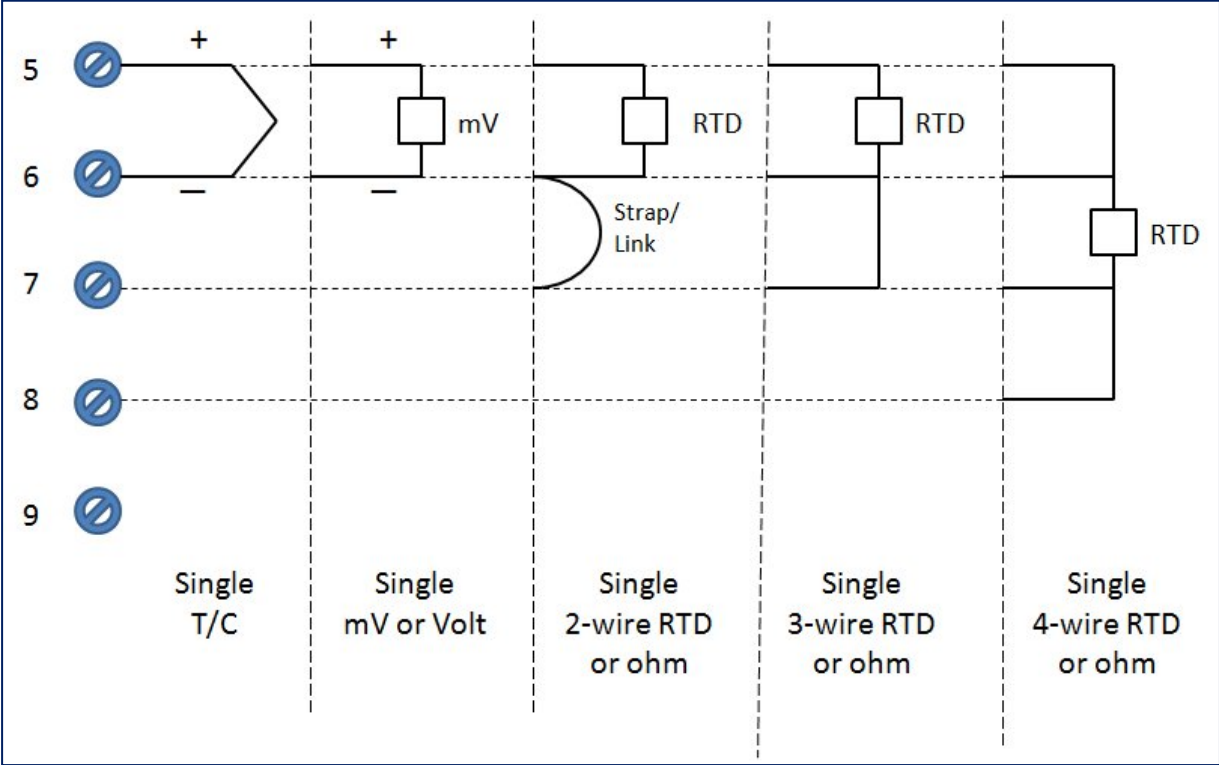 + +
5
mV RTD RTD
6
− −
Strap/
Link
RTD
7
8
9
Single
T/C
Single
mV or Volt
Single
2-wire RTD
or ohm
Single
3-wire RTD
or ohm
Single
4-wire RTD
or ohm